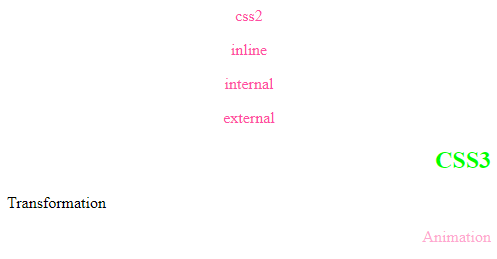 css2
inline
internal
external
CSS3
Transformation
Animation